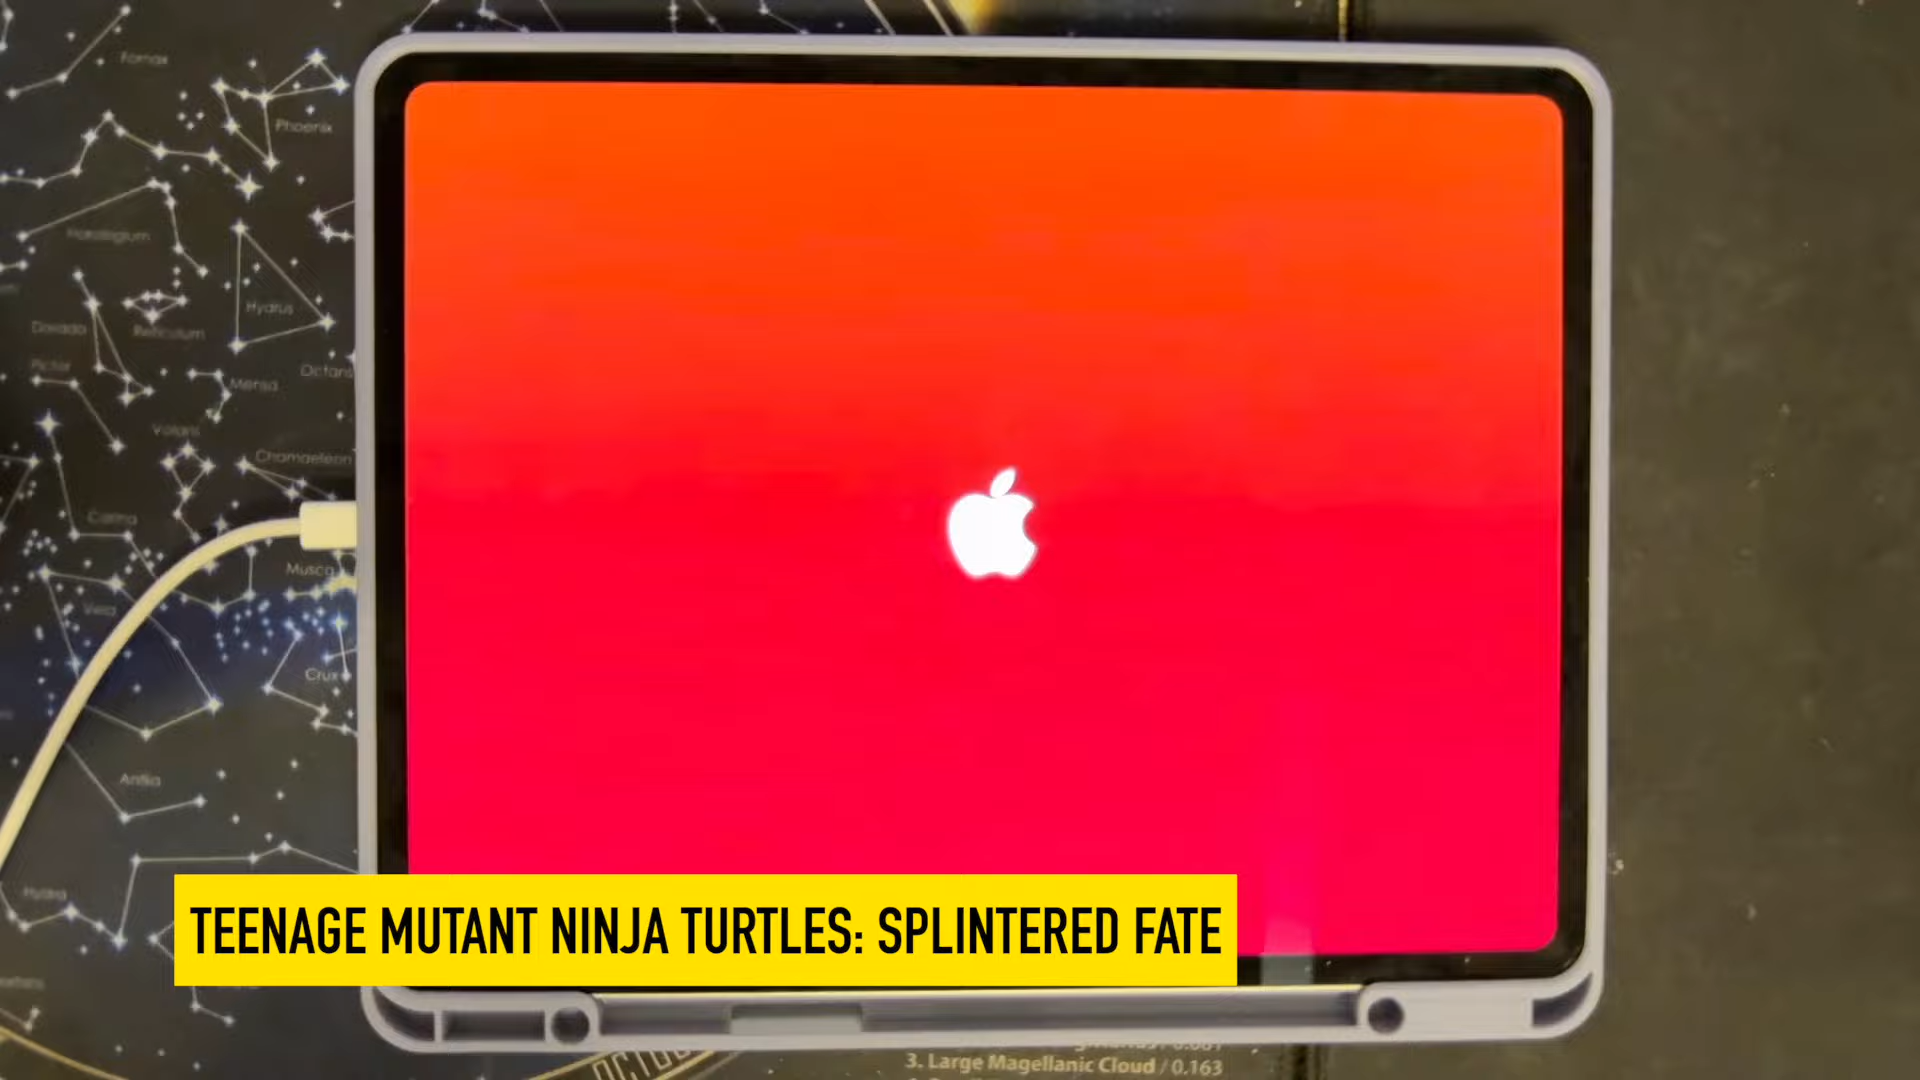 Fornax
Phoenix
Horologium
Hydrus
Dorado
Reticulum
Pictor
Octans
Mensa
Volans
Chamaeleon
Carina
Musca
Vela
Crux
Antlia
Hydra
TEENAGE MUTANT NINJA TURTLES: SPLINTERED FATE
3. Large Magellanic Cloud / 0.163